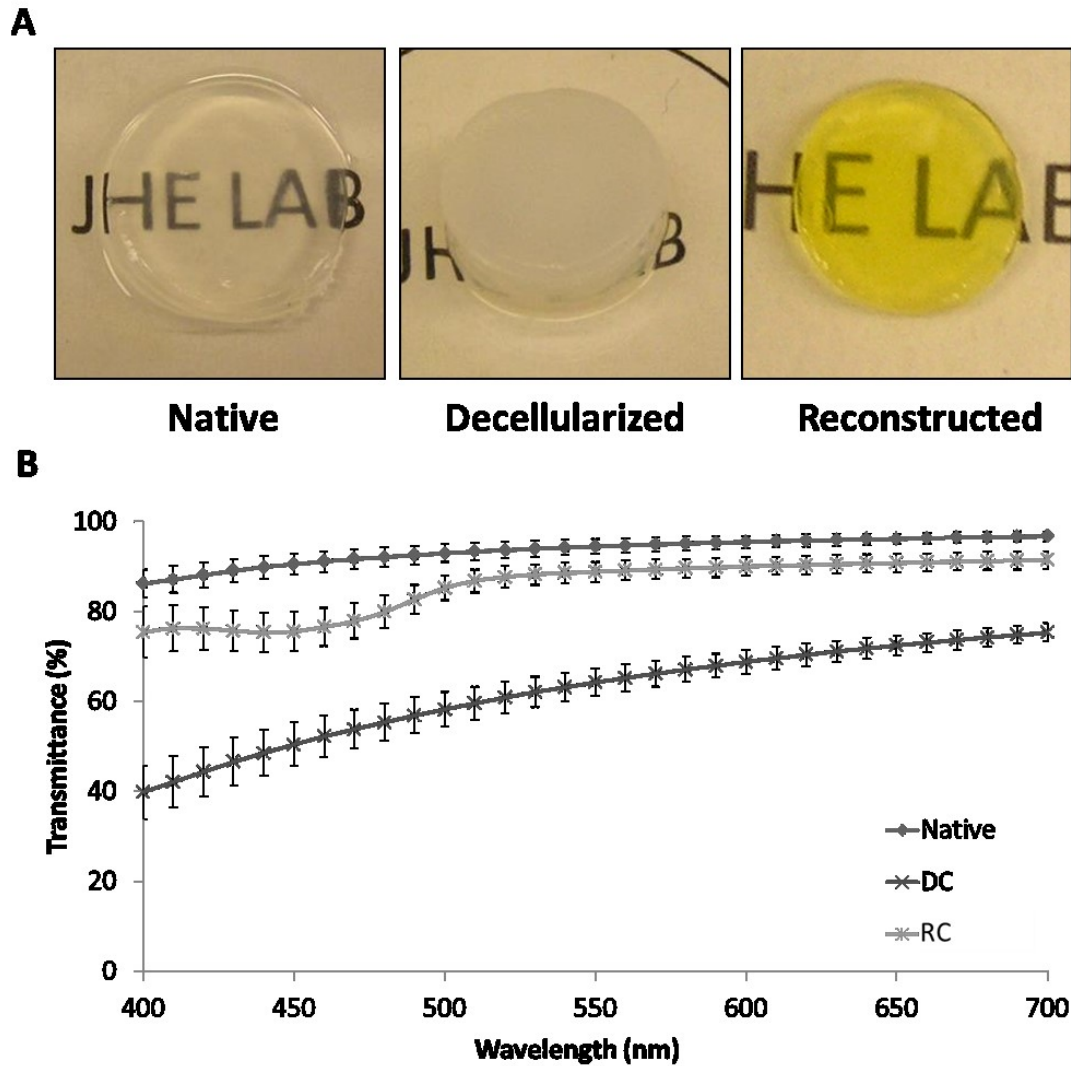 A
JHE LAB
JH B
HE LAB
Native
Decellularized
Reconstructed
B
100
80
60
40
20
0
Transmittance (%)
Native
DC
RC
400 450 500 550 600 650 700
Wavelength (nm)